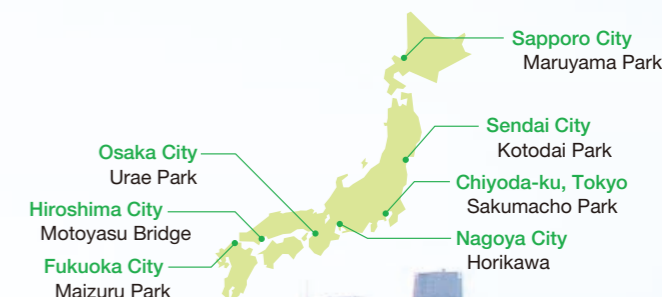 Sapporo City
Maruyama Park
Sendai City
Kotodai Park
Chiyoda-ku, Tokyo
Sakumacho Park
Nagoya City
Horikawa
Osaka City
Urae Park
Hiroshima City
Motoyasu Bridge
Fukuoka City
Maizuru Park